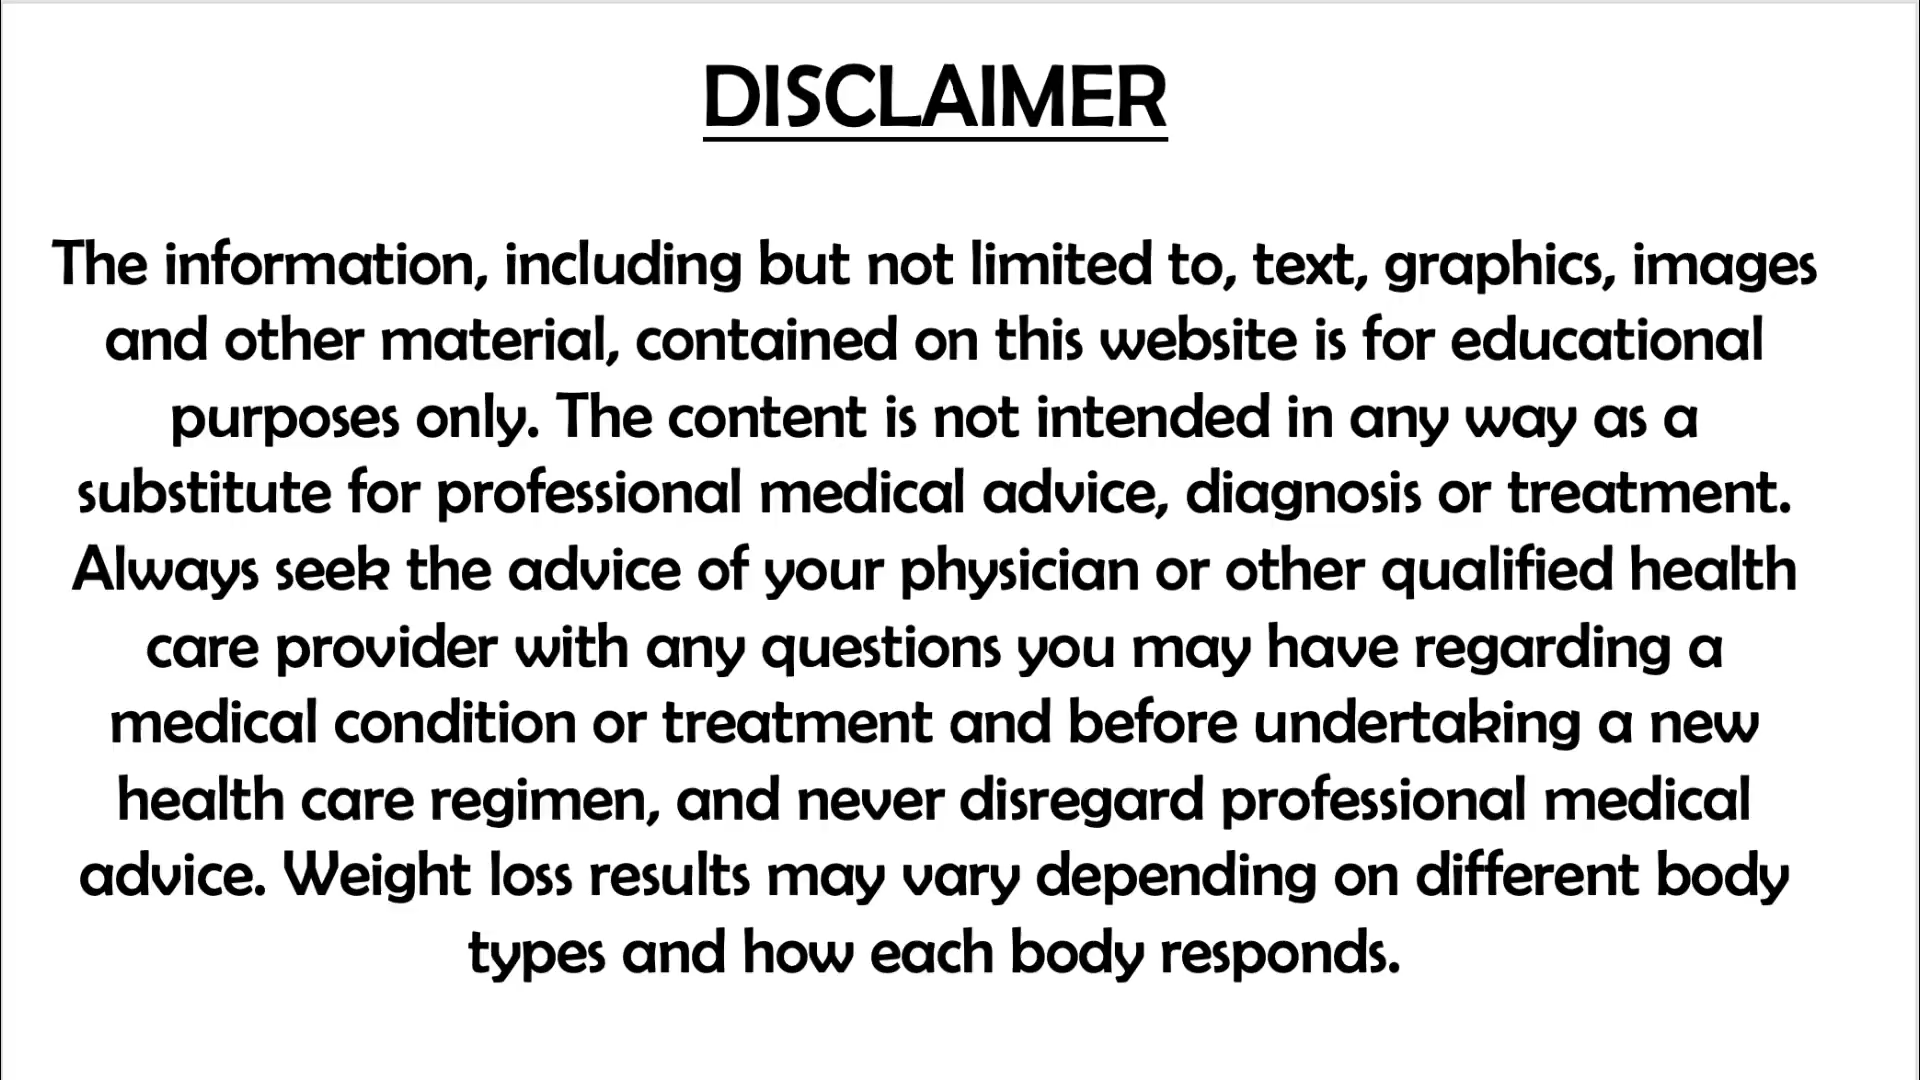 DISCLAIMER
The information, including but not limited to, text, graphics, images
and other material, contained on this website is for educational
purposes only. The content is not intended in any way as a
substitute for professional medical advice, diagnosis or treatment.
Always seek the advice of your physician or other qualified health
care provider with any questions you may have regarding a
medical condition or treatment and before undertaking a new
health care regimen, and never disregard professional medical
advice. Weight loss results may vary depending on different body
types and how each body responds.